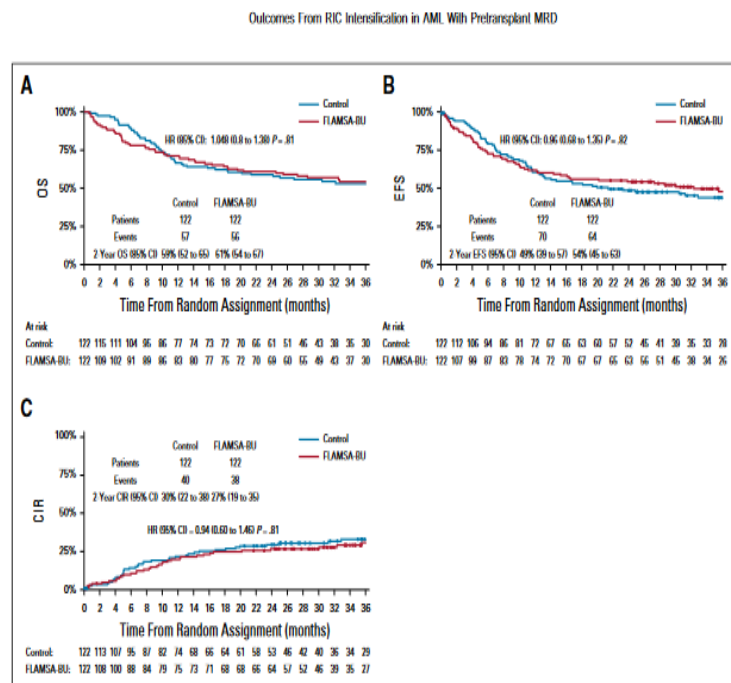 Outcomes From RIC Intensification in AML With Pretransplant MRD
A
Control
FLAMSA-BU
HR (95% CI): 1.048 (0.8 to 1.38) P = .81
100%
75%
50%
25%
0%
OS
Control FLAMSA-BU
Patients 122 122
Events 57 56
2 Year OS (95% CI) 59% (52 to 65) 61% (54 to 67)
0 2 4 6 8 10 12 14 16 18 20 22 24 26 28 30 32 34 36
Time From Random Assignment (months)
At risk
Control: 122 115 111 104 95 86 77 74 73 72 70 66 61 51 46 43 38 35 30
FLAMSA-BU: 122 109 102 91 89 86 83 80 77 75 72 70 69 60 55 49 43 37 30
B
Control
FLAMSA-BU
HR (95% CI): 0.96 (0.68 to 1.35) P = .82
100%
75%
50%
25%
0%
EFS
Control FLAMSA-BU
Patients 122 122
Events 70 64
2 Year EFS (95% CI) 49% (39 to 57) 54% (45 to 63)
0 2 4 6 8 10 12 14 16 18 20 22 24 26 28 30 32 34 36
Time From Random Assignment (months)
At risk
Control: 122 112 106 94 86 81 72 67 65 63 60 57 52 45 41 39 35 33 28
FLAMSA-BU: 122 107 99 87 83 78 74 72 70 67 67 65 63 56 51 45 38 34 26
C
Control
FLAMSA-BU
100%
75%
50%
25%
0%
CIR
Control FLAMSA-BU
Patients 122 122
Events 40 38
2 Year CIR (95% CI) 30% (22 to 38) 27% (19 to 35)
HR (95% CI) = 0.94 (0.60 to 1.46) P = .81
0 2 4 6 8 10 12 14 16 18 20 22 24 26 28 30 32 34 36
Time From Random Assignment (months)
Control: 122 113 107 95 87 82 74 68 66 64 61 58 53 46 42 40 36 34 29
FLAMSA-BU: 122 108 100 88 84 79 75 73 71 68 68 66 64 57 52 46 39 35 27